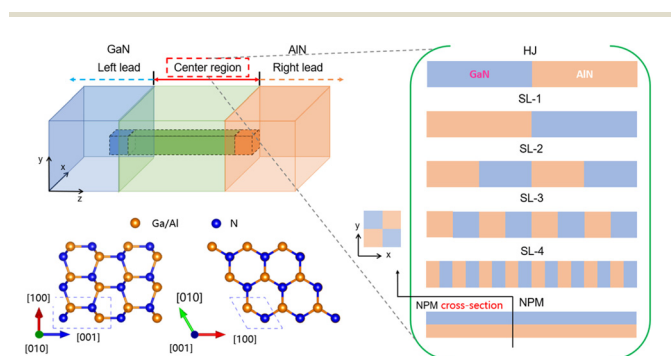 GaN
AlN
Left lead
Center region
Right lead
y
x
z
Ga/Al
N
[100]
[001]
[010]
[010]
[001]
[100]
HJ
GaN
AlN
SL-1
SL-2
SL-3
SL-4
y
x
NPM cross-section
NPM